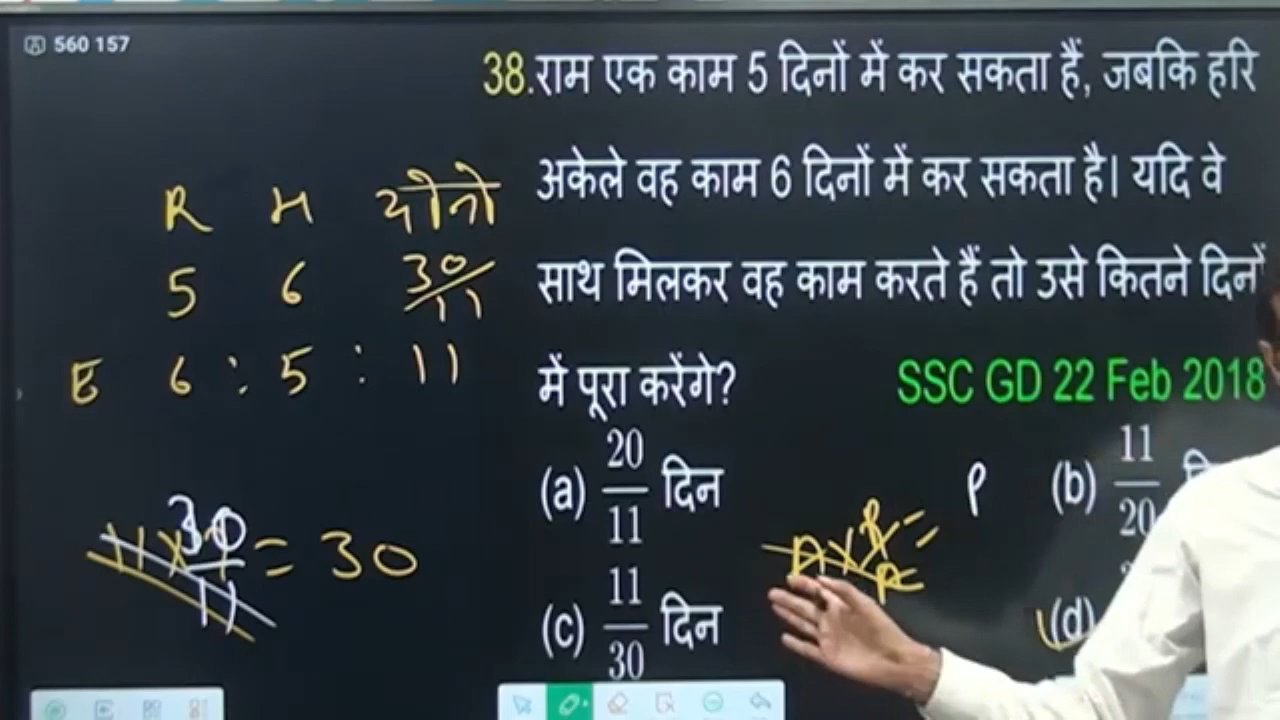 560 157
38.राम एक काम 5 दिनों में कर सकता हैं, जबकि हरि
अकेले वह काम 6 दिनों में कर सकता है। यदि वे
साथ मिलकर वह काम करते हैं तो उसे कितने दिनों
में पूरा करेंगे?
SSC GD 22 Feb 2018
(a) 20/11 दिन
(b) 11/20
(c) 11/30 दिन
(d)
R H दोनो
5 6 30/11
E 6 : 5 : 11
30/11 = 30
P